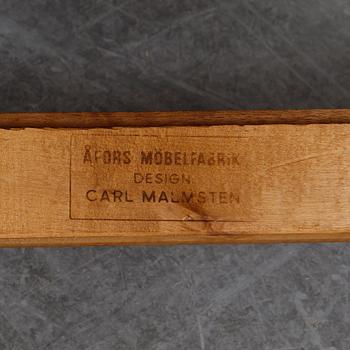 ÅFORS MÖBELFABRIK
DESIGN
CARL MALMSTEN